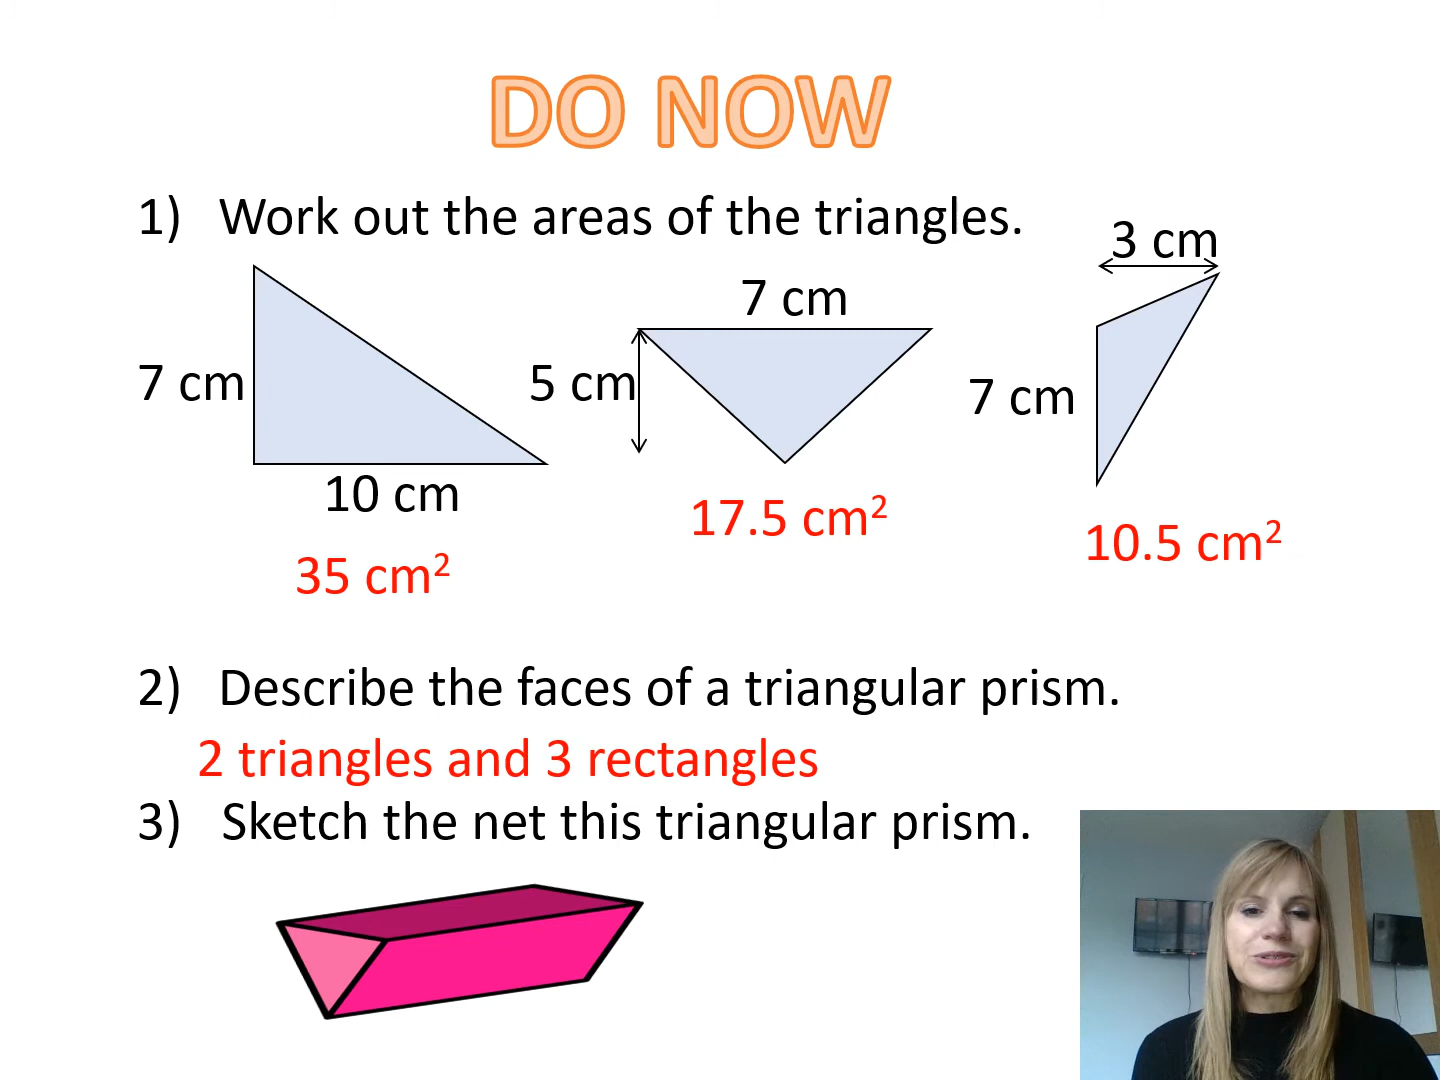 DO NOW
1) Work out the areas of the triangles.
3 cm
7 cm
7 cm
5 cm
7 cm
10 cm
17.5 cm²
10.5 cm²
35 cm²
2) Describe the faces of a triangular prism.
2 triangles and 3 rectangles
3) Sketch the net this triangular prism.